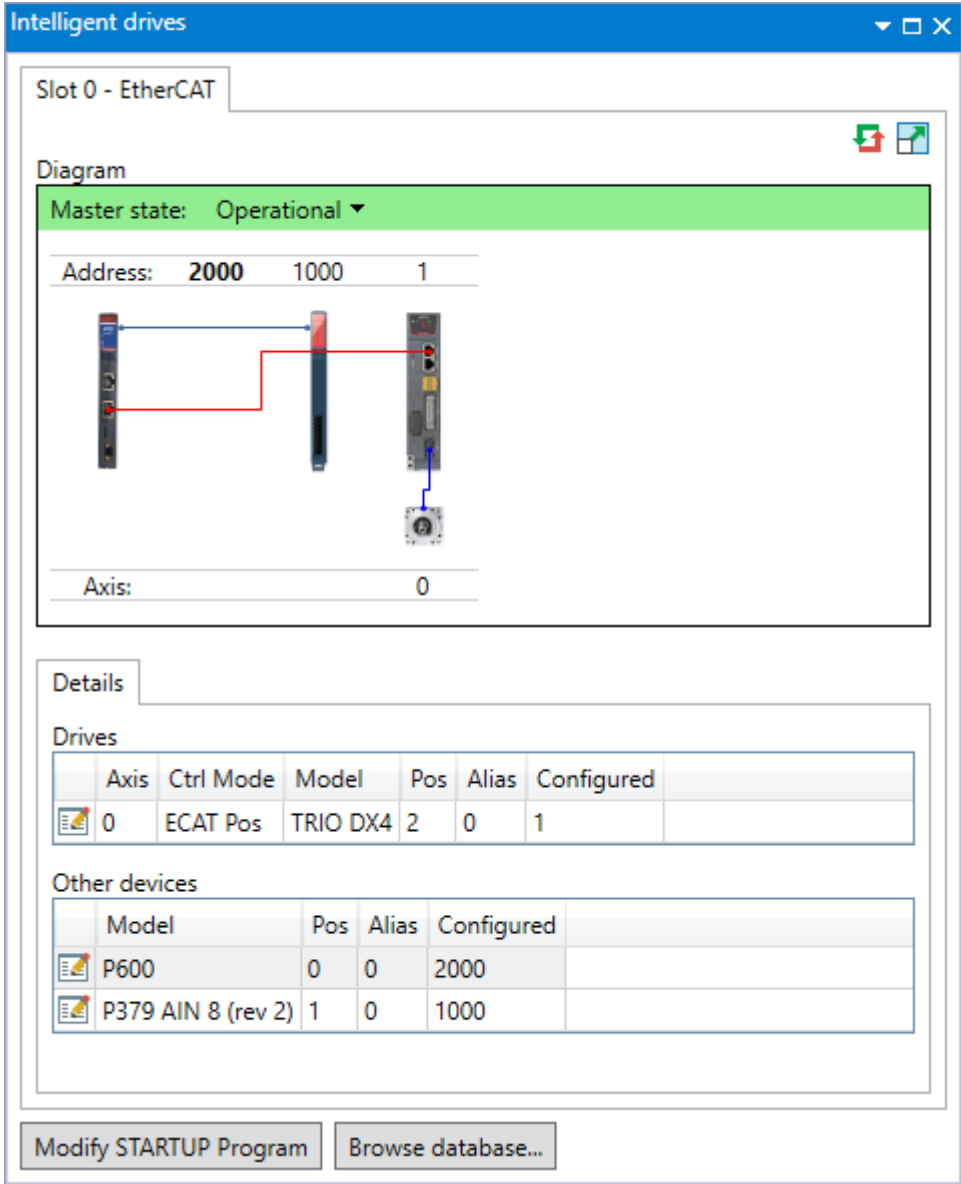 Intelligent drives
Slot 0 - EtherCAT
Diagram
Master state: Operational
Address: 2000 1000 1
Axis: 0
Details
Drives
Axis Ctrl Mode Model Pos Alias Configured
0 ECAT Pos TRIO DX4 2 0 1
Other devices
Model Pos Alias Configured
P600 0 0 2000
P379 AIN 8 (rev 2) 1 0 1000
Modify STARTUP Program Browse database...